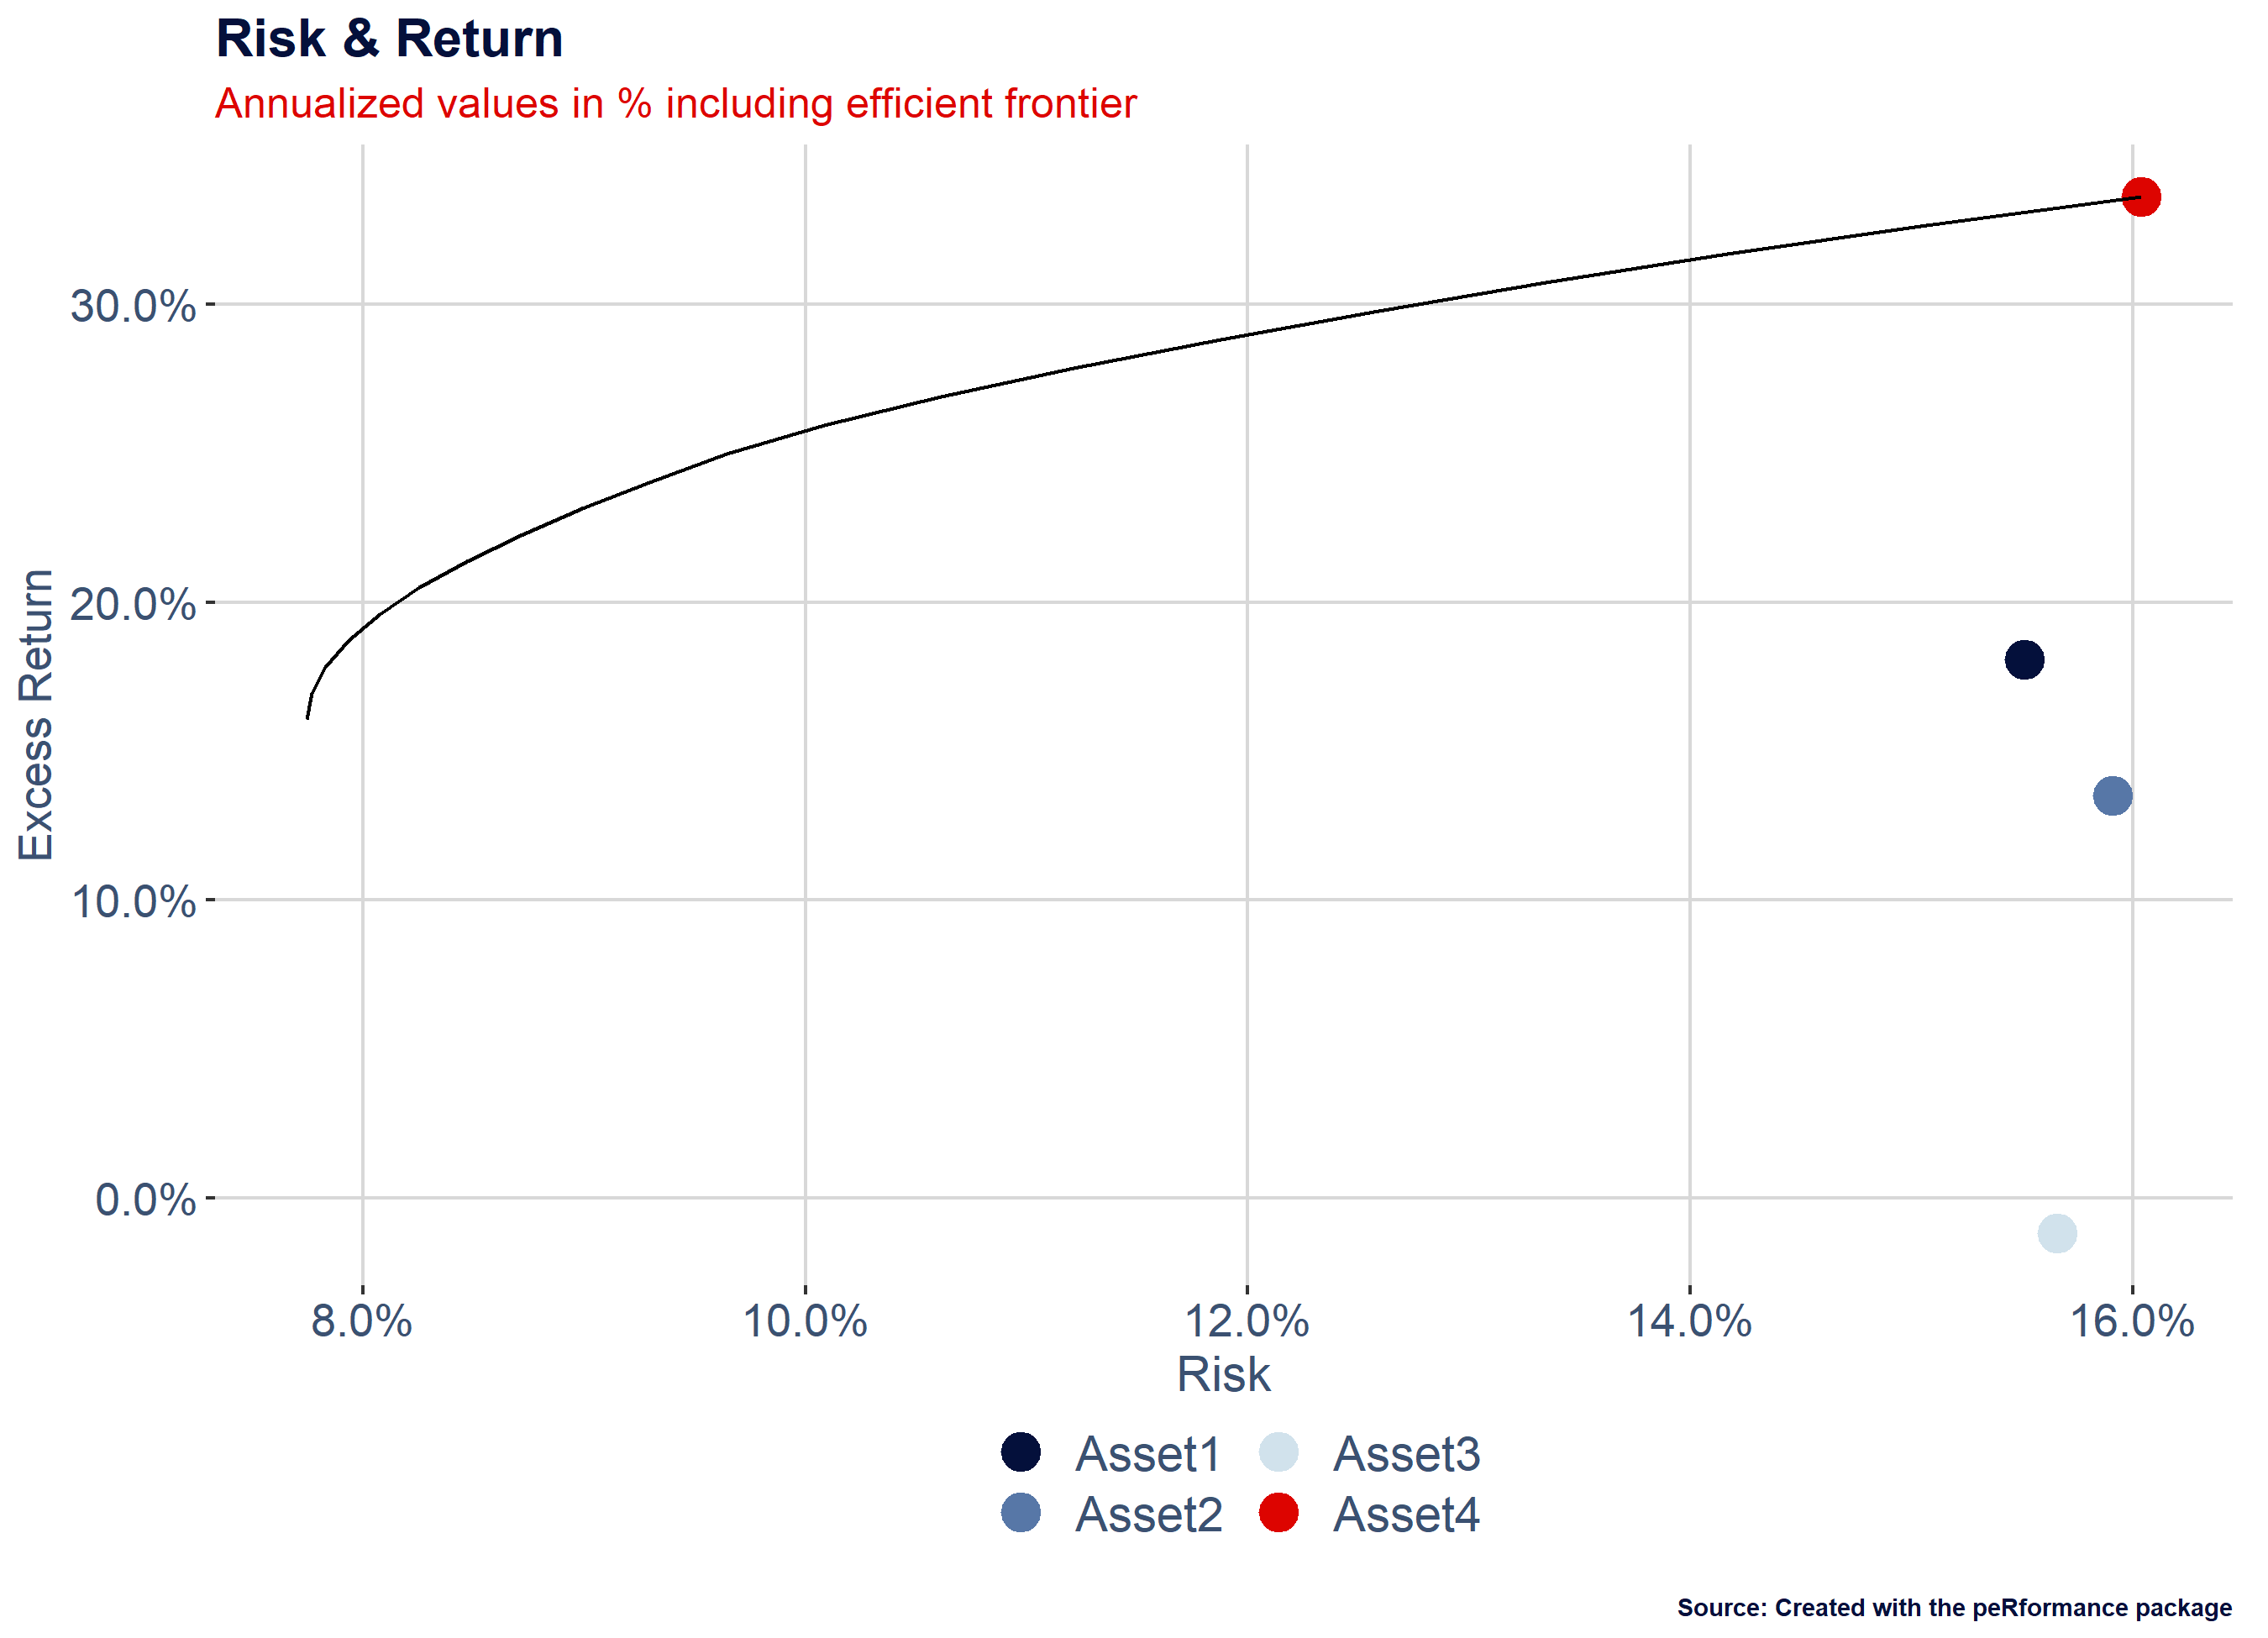 Risk & Return
Annualized values in % including efficient frontier
Excess Return
30.0%
20.0%
10.0%
0.0%
8.0% 10.0% 12.0% 14.0% 16.0%
Risk
Asset1 Asset3
Asset2 Asset4
Source: Created with the peRformance package